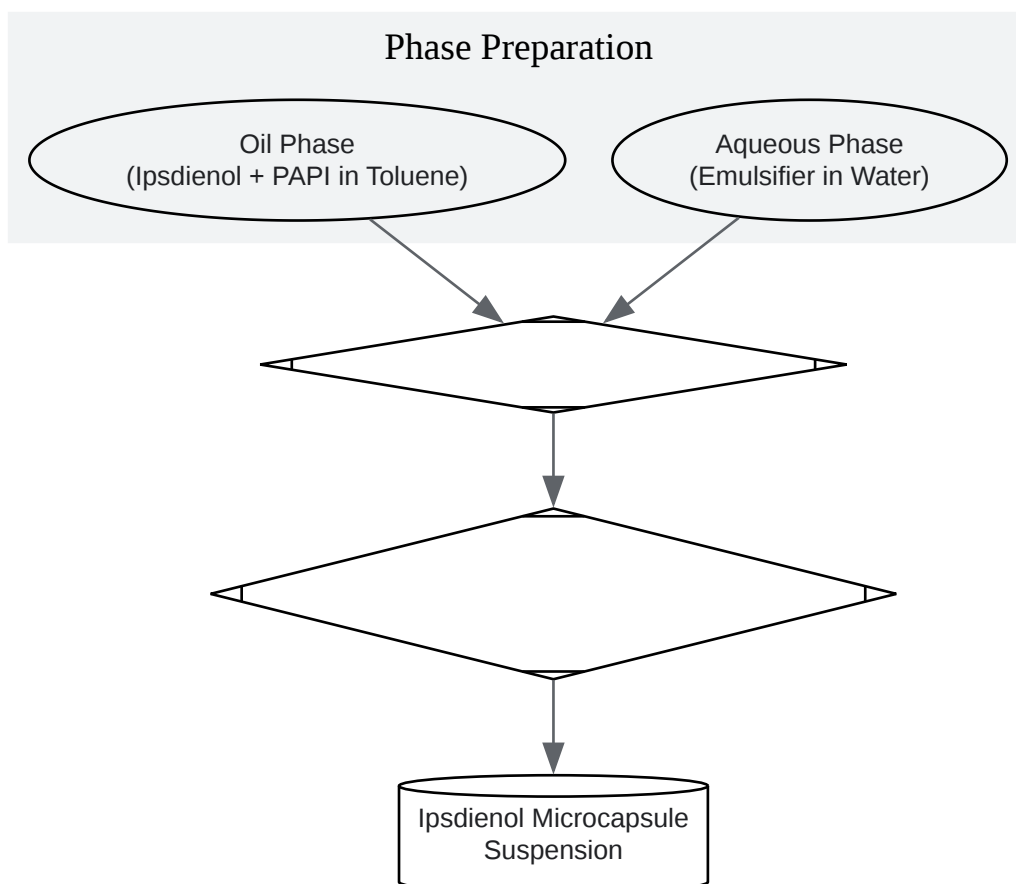 Phase Preparation
Oil Phase
(Ipsdienol + PAPI in Toluene)
Aqueous Phase
(Emulsifier in Water)
Ipsdienol Microcapsule
Suspension